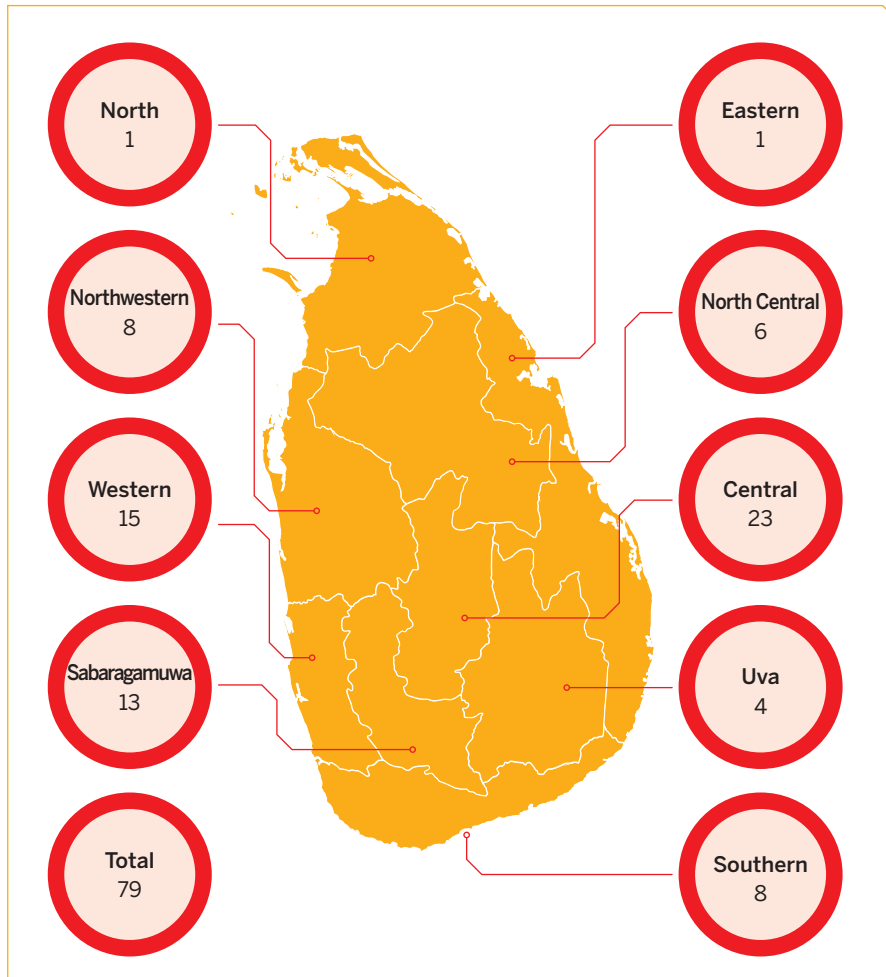 North
1
Eastern
1
Northwestern
8
North Central
6
Western
15
Central
23
Sabaragamuwa
13
Uva
4
Total
79
Southern
8